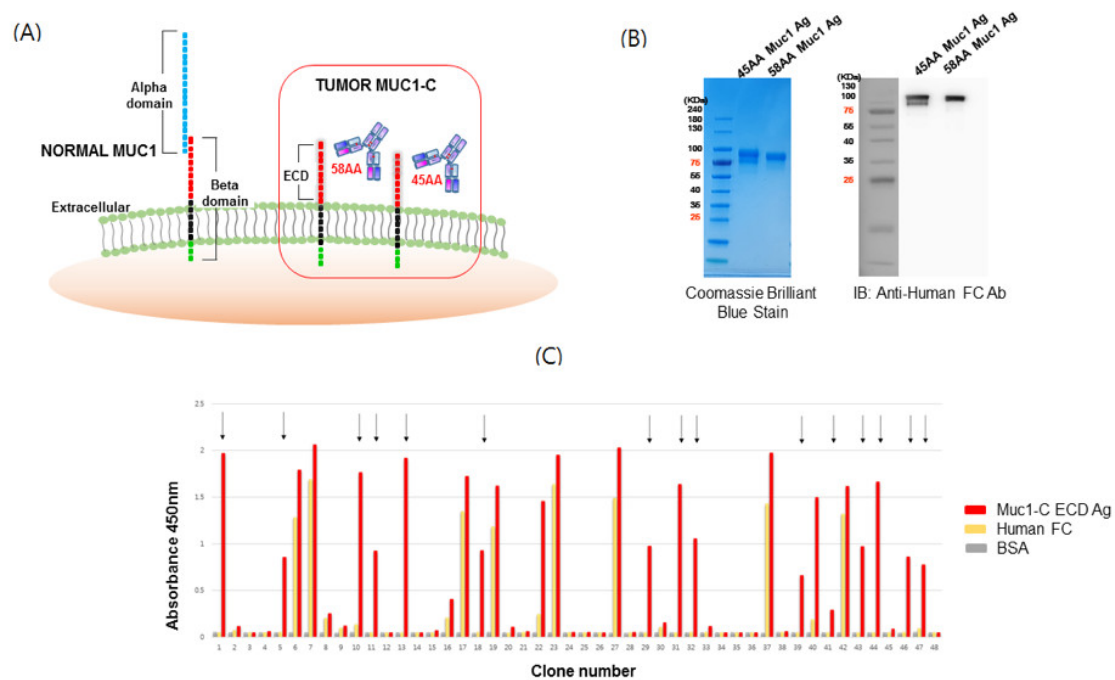 (A)
Alpha
domain
NORMAL MUC1
Extracellular
Beta
domain
TUMOR MUC1-C
ECD
58AA
45AA
(B)
45AA Muc1 Ag
58AA Muc1 Ag
(KDs)
240
180
130
100
75
55
40
35
25
Coomassie Brilliant
Blue Stain
45AA Muc1 Ag
58AA Muc1 Ag
(KDs)
130
100
75
55
40
35
25
IB: Anti-Human FC Ab
(C)
Absorbance 450nm
2.5
2
1.5
1
0.5
0
1 2 3 4 5 6 7 8 9 10 11 12 13 14 15 16 17 18 19 20 21 22 23 24 25 26 27 28 29 30 31 32 33 34 35 36 37 38 39 40 41 42 43 44 45 46 47 48
Clone number
Muc1-C ECD Ag
Human FC
BSA